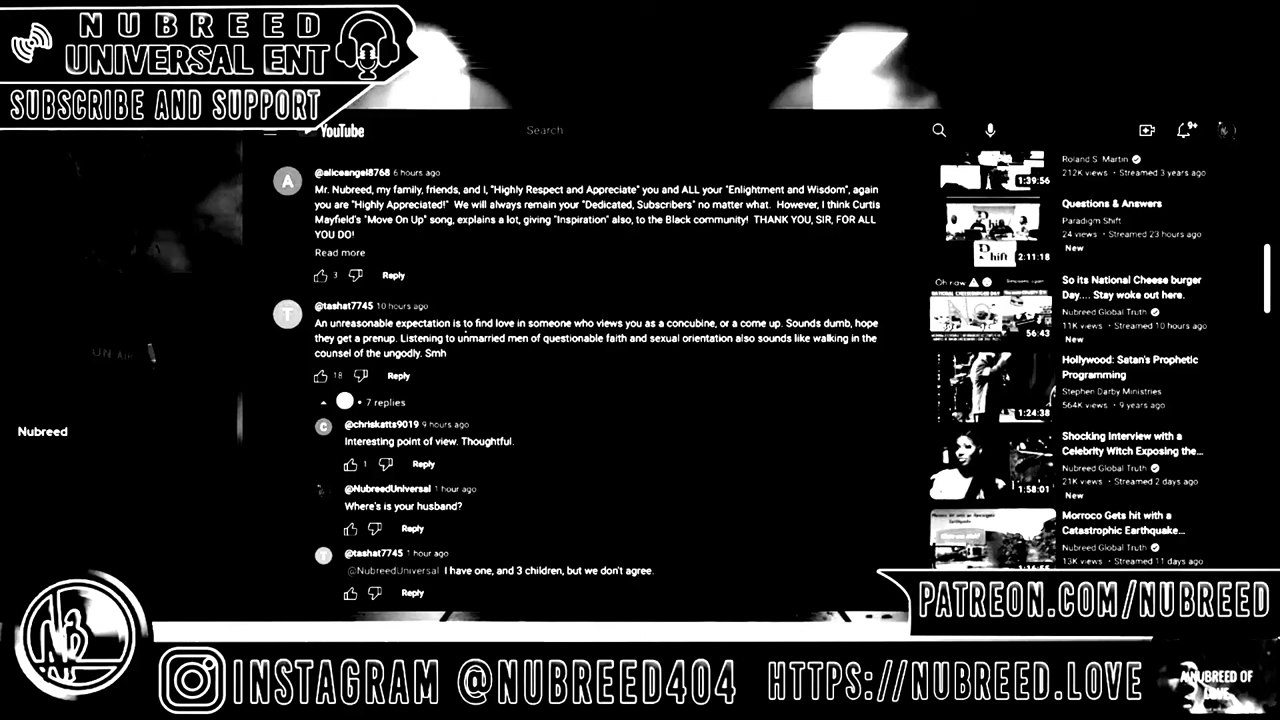 NUBREED
UNIVERSAL ENT
SUBSCRIBE AND SUPPORT
YouTube
Search
9+
@aliceangel8768 6 hours ago
Mr. Nubreed, my family, friends, and I, "Highly Respect and Appreciate" you and ALL your "Enlightment and Wisdom", again
you are "Highly Appreciated!" We will always remain your "Dedicated, Subscribers" no matter what. However, I think Curtis
Mayfield's "Move On Up" song, explains a lot, giving "Inspiration" also, to the Black community! THANK YOU, SIR, FOR ALL
YOU DO!
Read more
3 Reply
@tashat7745 10 hours ago
An unreasonable expectation is to find love in someone who views you as a concubine, or a come up. Sounds dumb, hope
they get a prenup. Listening to unmarried men of questionable faith and sexual orientation also sounds like walking in the
counsel of the ungodly. Smh
18 Reply
• 7 replies
@chriskatts9019 9 hours ago
Interesting point of view. Thoughtful.
1 Reply
@NubreedUniversal 1 hour ago
Where's is your husband?
Reply
@tashat7745 1 hour ago
@NubreedUniversal I have one, and 3 children, but we don't agree.
Reply
A
T
C
ON AIR
Nubreed
Roland S. Martin
212K views • Streamed 3 years ago
1:39:56
Questions & Answers
Paradigm Shift
24 views • Streamed 23 hours ago
New
2:11:18
So its National Cheese burger
Day.... Stay woke out here.
Nubreed Global Truth
11K views • Streamed 10 hours ago
New
56:43
Hollywood: Satan's Prophetic
Programming
Stephen Darby Ministries
564K views • 9 years ago
1:24:38
Shocking Interview with a
Celebrity Witch Exposing the...
Nubreed Global Truth
21K views • Streamed 2 days ago
New
1:58:01
Morroco Gets hit with a
Catastrophic Earthquake...
Nubreed Global Truth
13K views • Streamed 11 days ago
PATREON.COM/NUBREED
INSTAGRAM @NUBREED404 HTTPS://NUBREED.LOVE
A NUBREED OF
LOVE